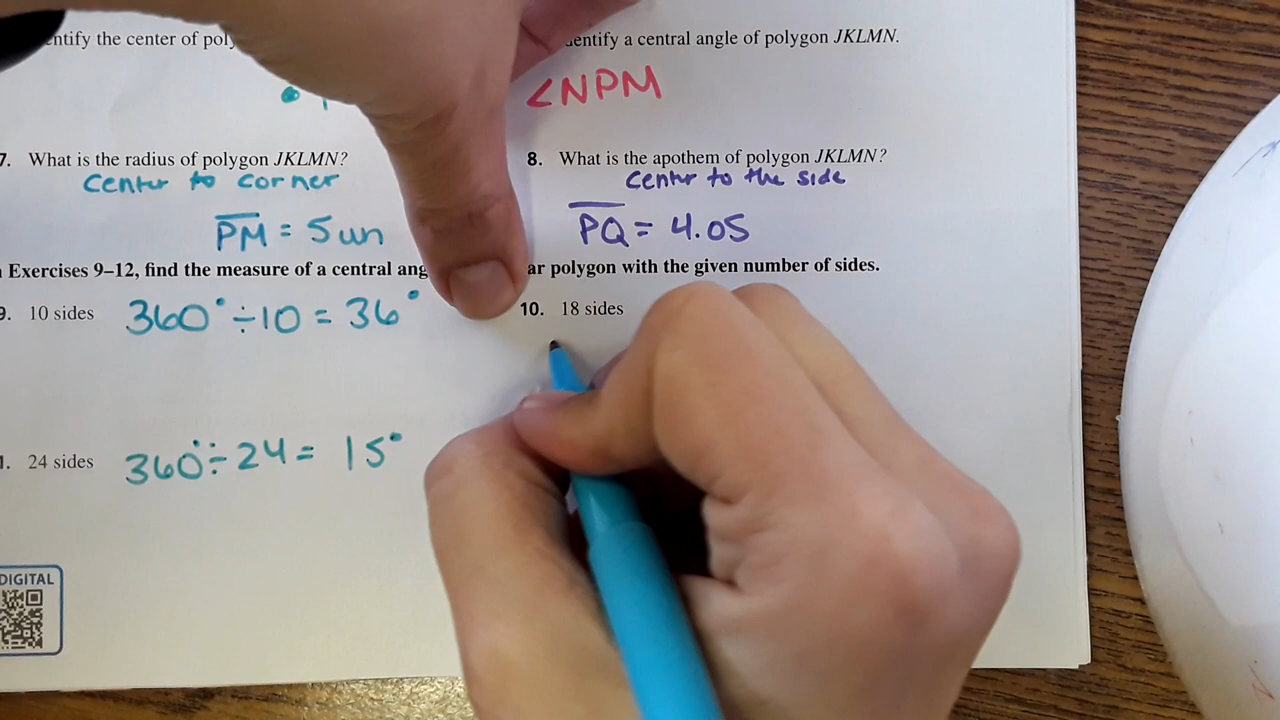 entify the center of pol
entify a central angle of polygon JKLMN.
<NPM
7. What is the radius of polygon JKLMN?
Center to corner
PM = 5un
8. What is the apothem of polygon JKLMN?
Center to the side
PQ = 4.05
Exercises 9–12, find the measure of a central ang ar polygon with the given number of sides.
9. 10 sides 360° ÷ 10 = 36°
10. 18 sides
1. 24 sides 360° ÷ 24 = 15°
DIGITAL